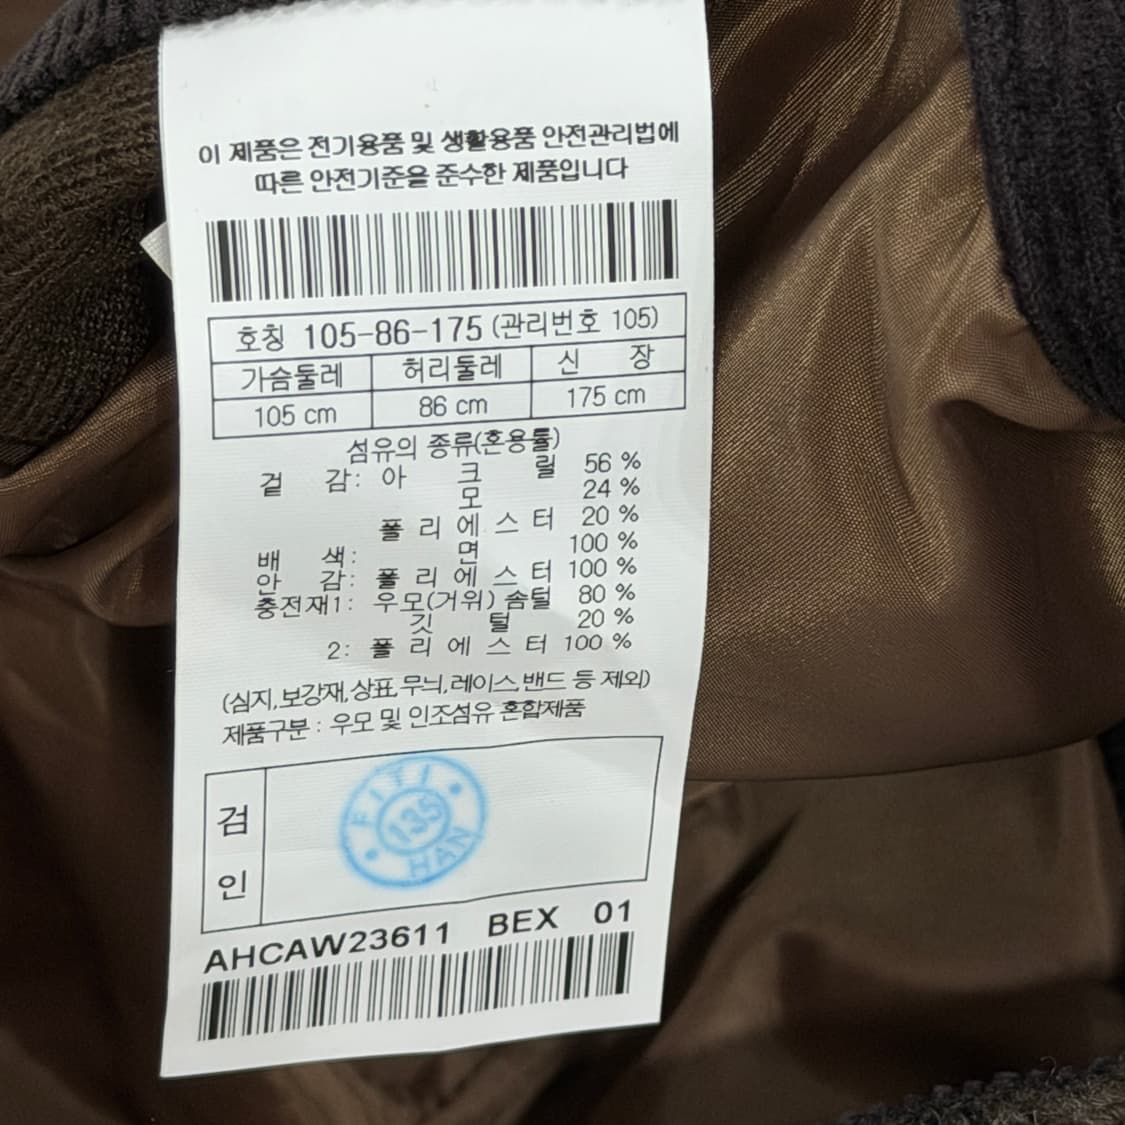 이 제품은 전기용품 및 생활용품 안전관리법에
따른 안전기준을 준수한 제품입니다
호칭 105-86-175 (관리번호 105)
가슴둘레 허리둘레 신 장
105 cm 86 cm 175 cm
섬유의 종류(혼용률)
겉 감: 아 크 릴 56 %
모 24 %
폴 리 에 스 터 20 %
배 색: 면 100 %
안 감: 폴 리 에 스 터 100 %
충전재1: 우모(거위) 솜털 80 %
깃 털 20 %
2: 폴 리 에 스 터 100 %
(심지,보강재,상표,무늬,레이스,밴드 등 제외)
제품구분 : 우모 및 인조섬유 혼합제품
검
인
FITI
135
HAN
AHCAW23611 BEX 01